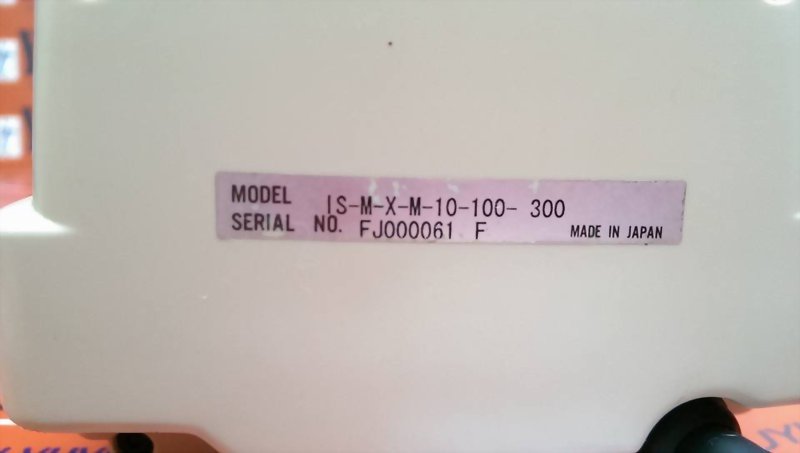 MODEL IS-M-X-M-10-100- 300
SERIAL NO. FJ000061 F MADE IN JAPAN